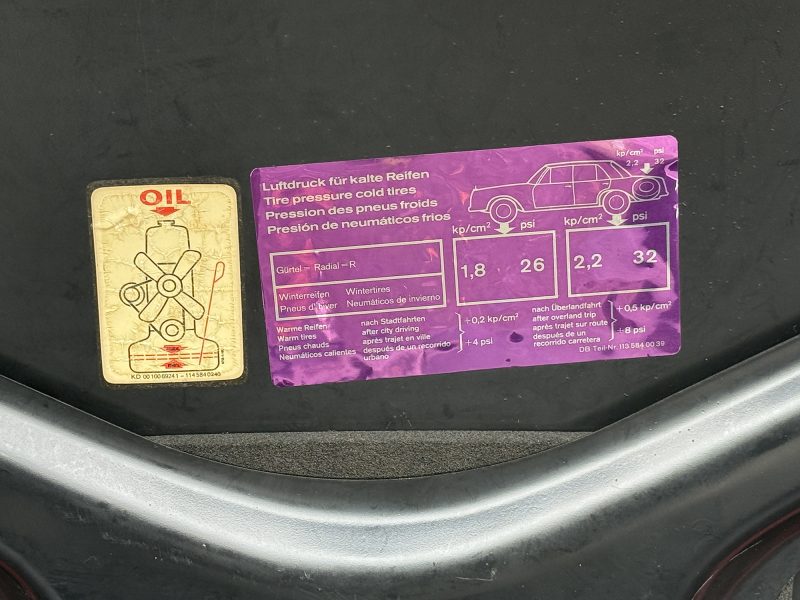 OIL
KD 00 100 69241 - 114 584 0240
Luftdruck für kalte Reifen
Tire pressure cold tires
Pression des pneus froids
Presión de neumáticos frios
kp/cm² psi
2,2 32
kp/cm² psi
1,8 26
kp/cm² psi
2,2 32
Gürtel – Radial – R
Winterreifen Wintertires
Pneus d'hiver Neumáticos de invierno
Warme Reifen
Warm tires
Pneus chauds
Neumáticos calientes
nach Stadtfahrten
after city driving
après trajet en ville
después de un recorrido
urbano
+0,2 kp/cm²
+4 psi
nach Überlandfahrt
after overland trip
après trajet sur route
después de un
recorrido carretera
+0,5 kp/cm²
+8 psi
DB Teil-Nr. 113 584 00 39